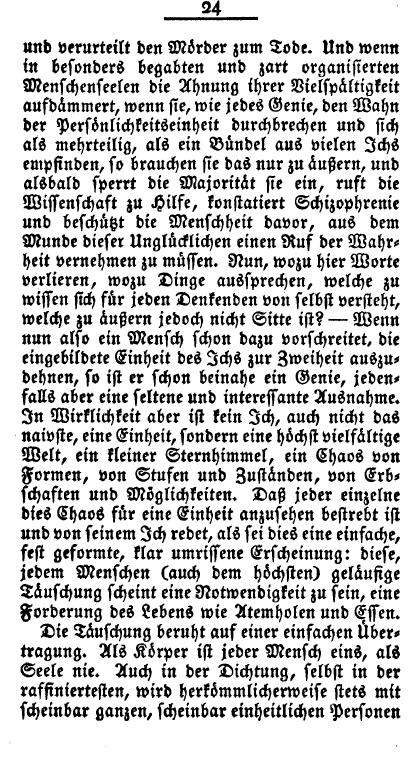 24
und verurteilt den Mörder zum Tode. Und wenn
in besonders begabten und zart organisierten
Menschenseelen die Ahnung ihrer Vielspältigkeit
aufdämmert, wenn sie, wie jedes Genie, den Wahn
der Persönlichkeitseinheit durchbrechen und sich
als mehrteilig, als ein Bündel aus vielen Ichs
empfinden, so brauchen sie das nur zu äußern, und
alsbald sperrt die Majorität sie ein, ruft die
Wissenschaft zu Hilfe, konstatiert Schizophrenie
und beschützt die Menschheit davor, aus dem
Munde dieser Unglücklichen einen Ruf der Wahr-
heit vernehmen zu müssen. Nun, wozu hier Worte
verlieren, wozu Dinge aussprechen, welche zu
wissen sich für jeden Denkenden von selbst versteht,
welche zu äußern jedoch nicht Sitte ist? — Wenn
nun also ein Mensch schon dazu vorschreitet, die
eingebildete Einheit des Ichs zur Zweiheit auszu-
dehnen, so ist er schon beinahe ein Genie, jeden-
falls aber eine seltene und interessante Ausnahme.
In Wirklichkeit aber ist kein Ich, auch nicht das
naivste, eine Einheit, sondern eine höchst vielfältige
Welt, ein kleiner Sternhimmel, ein Chaos von
Formen, von Stufen und Zuständen, von Erb-
schaften und Möglichkeiten. Daß jeder einzelne
dies Chaos für eine Einheit anzusehen bestrebt ist
und von seinem Ich redet, als sei dies eine einfache,
fest geformte, klar umrissene Erscheinung: diese,
jedem Menschen (auch dem höchsten) geläufige
Täuschung scheint eine Notwendigkeit zu sein, eine
Forderung des Lebens wie Atemholen und Essen.
Die Täuschung beruht auf einer einfachen Über-
tragung. Als Körper ist jeder Mensch eins, als
Seele nie. Auch in der Dichtung, selbst in der
raffiniertesten, wird herkömmlicherweise stets mit
scheinbar ganzen, scheinbar einheitlichen Personen